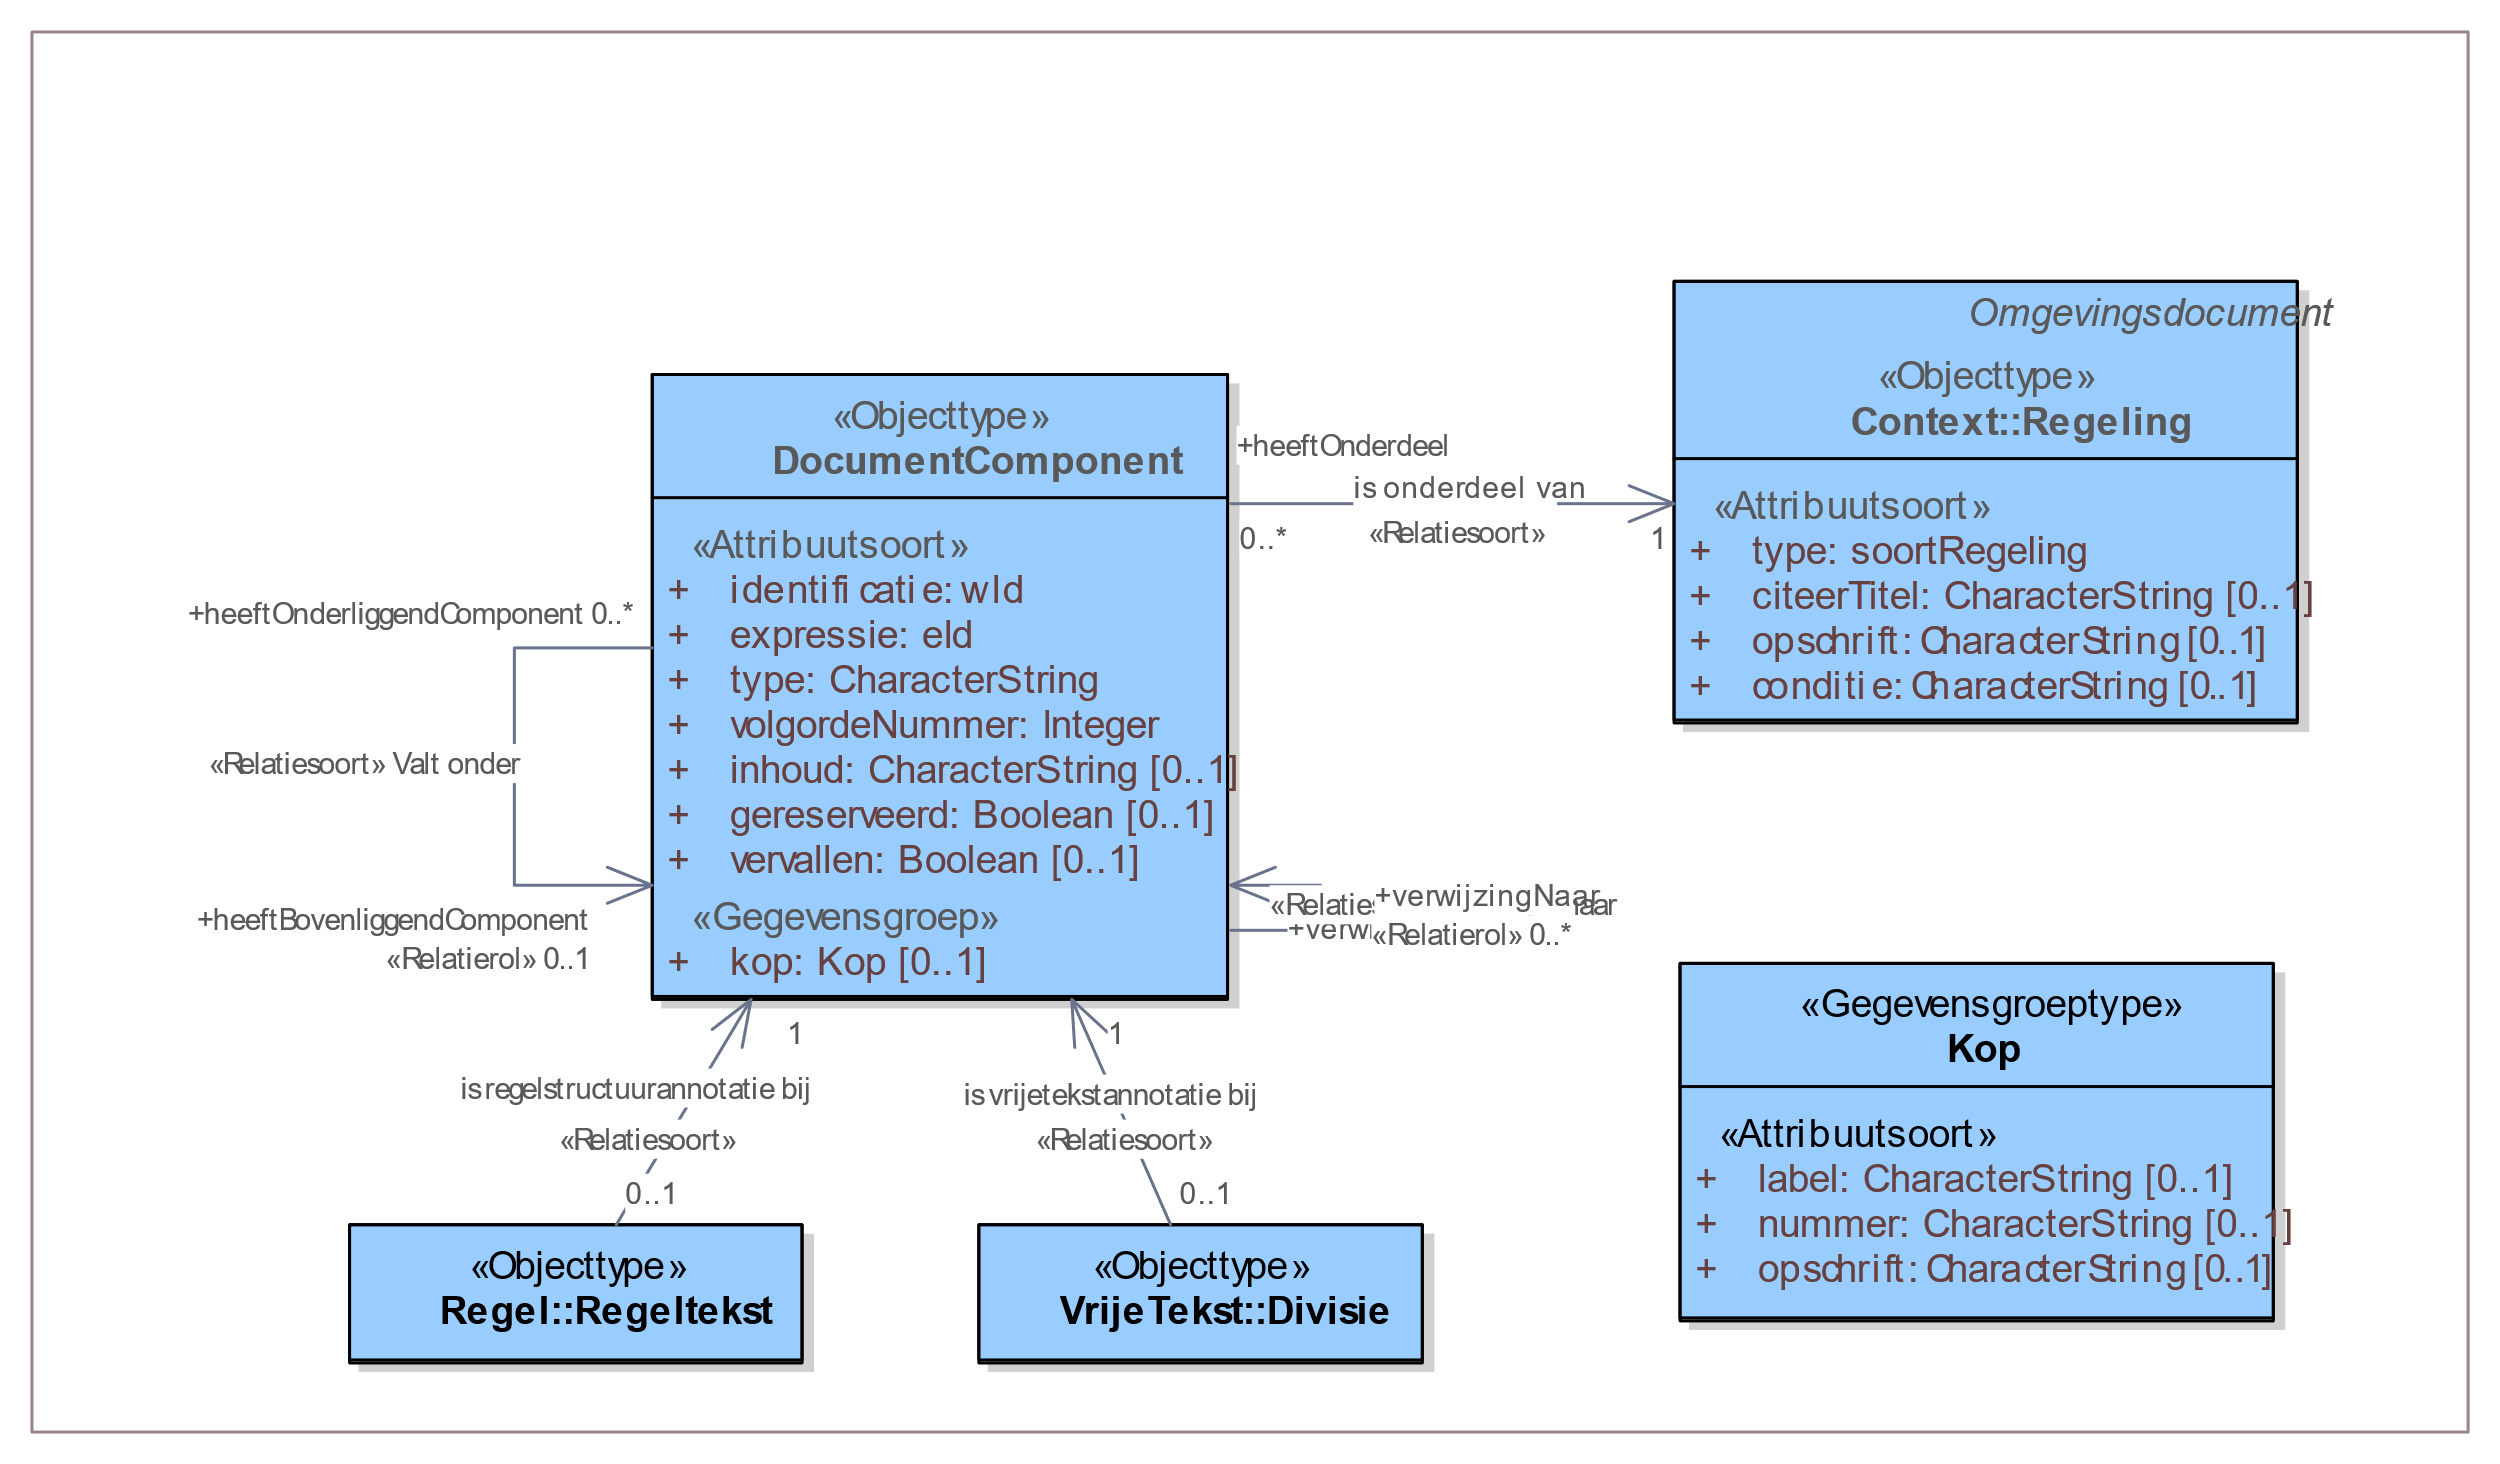 Omgevingsdocument
«Objecttype»
Context::Regeling
«Attribuutsoort»
+ type: soortRegeling
+ citeerTitel: CharacterString [0..1]
+ opschrift: CharacterString [0..1]
+ conditie: CharacterString [0..1]
«Objecttype»
DocumentComponent
«Attribuutsoort»
+ identificatie: wId
+ expressie: eId
+ type: CharacterString
+ volgordeNummer: Integer
+ inhoud: CharacterString [0..1]
+ gereserveerd: Boolean [0..1]
+ vervallen: Boolean [0..1]
«Gegevensgroep»
+ kop: Kop [0..1]
+heeftOnderdeel
is onderdeel van
0..*
«Relatiesoort»
1
+heeftOnderliggendComponent 0..*
«Relatiesoort» Valt onder
+heeftBovenliggendComponent
«Relatierol» 0..1
+verwijzingNaar
«Relatierol» 0..*
1
is regelstructuurannotatie bij
«Relatiesoort»
0..1
1
is vrijetekstannotatie bij
«Relatiesoort»
0..1
«Gegevensgroeptype»
Kop
«Attribuutsoort»
+ label: CharacterString [0..1]
+ nummer: CharacterString [0..1]
+ opschrift: CharacterString [0..1]
«Objecttype»
Regel::Regeltekst
«Objecttype»
VrijeTekst::Divisie